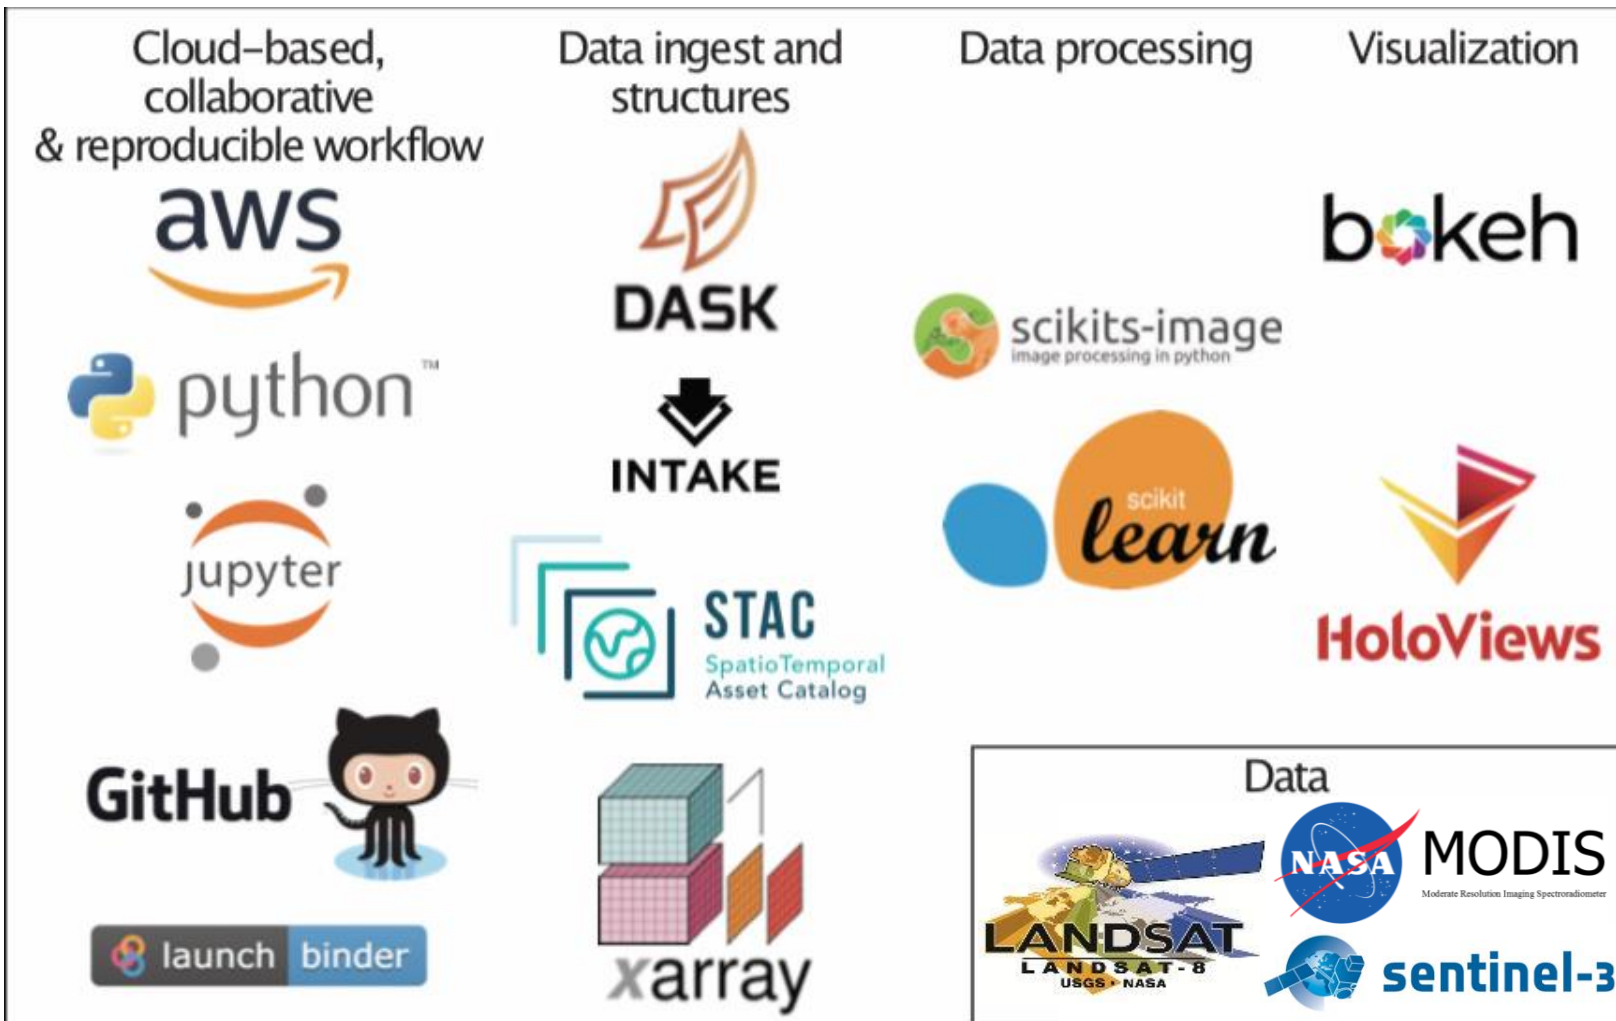 Cloud-based,
collaborative
& reproducible workflow
aws
python™
jupyter
GitHub
launch binder
Data ingest and
structures
DASK
INTAKE
STAC
SpatioTemporal
Asset Catalog
xarray
Data processing
scikits-image
image processing in python
scikit
learn
Visualization
bokeh
HoloViews
Data
LANDSAT
LANDSAT-8
USGS · NASA
NASA
MODIS
Moderate Resolution Imaging Spectroradiometer
sentinel-3